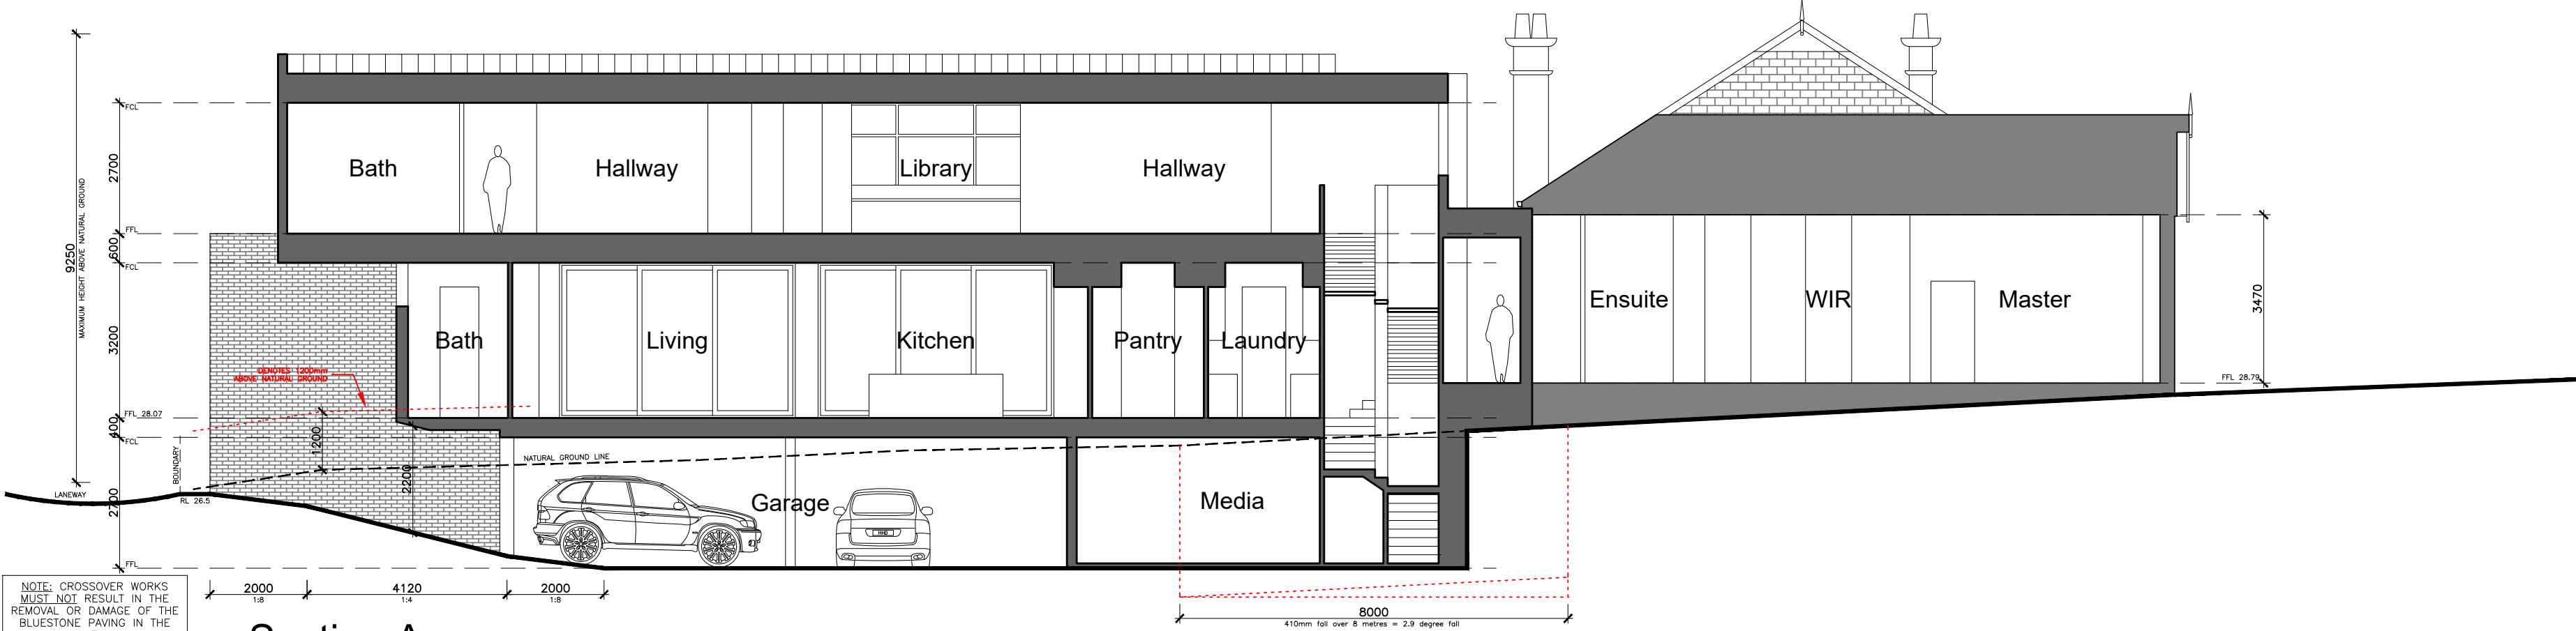 FCL
2700
9250
MAXIMUM HEIGHT ABOVE NATURAL GROUND
FFL
600
FCL
3200
FFL 28.07
400
FCL
2700
FFL
Bath
Hallway
Library
Hallway
Bath
Living
Kitchen
Pantry
Laundry
Ensuite
WIR
Master
3470
FFL 28.79
DENOTES 1200mm
ABOVE NATURAL GROUND
1200
2200
BOUNDARY
LANEWAY
RL 26.5
NATURAL GROUND LINE
Garage
HHD
Media
2000
1:8
4120
1:4
2000
1:8
8000
410mm fall over 8 metres = 2.9 degree fall
NOTE: CROSSOVER WORKS
MUST NOT RESULT IN THE
REMOVAL OR DAMAGE OF THE
BLUESTONE PAVING IN THE